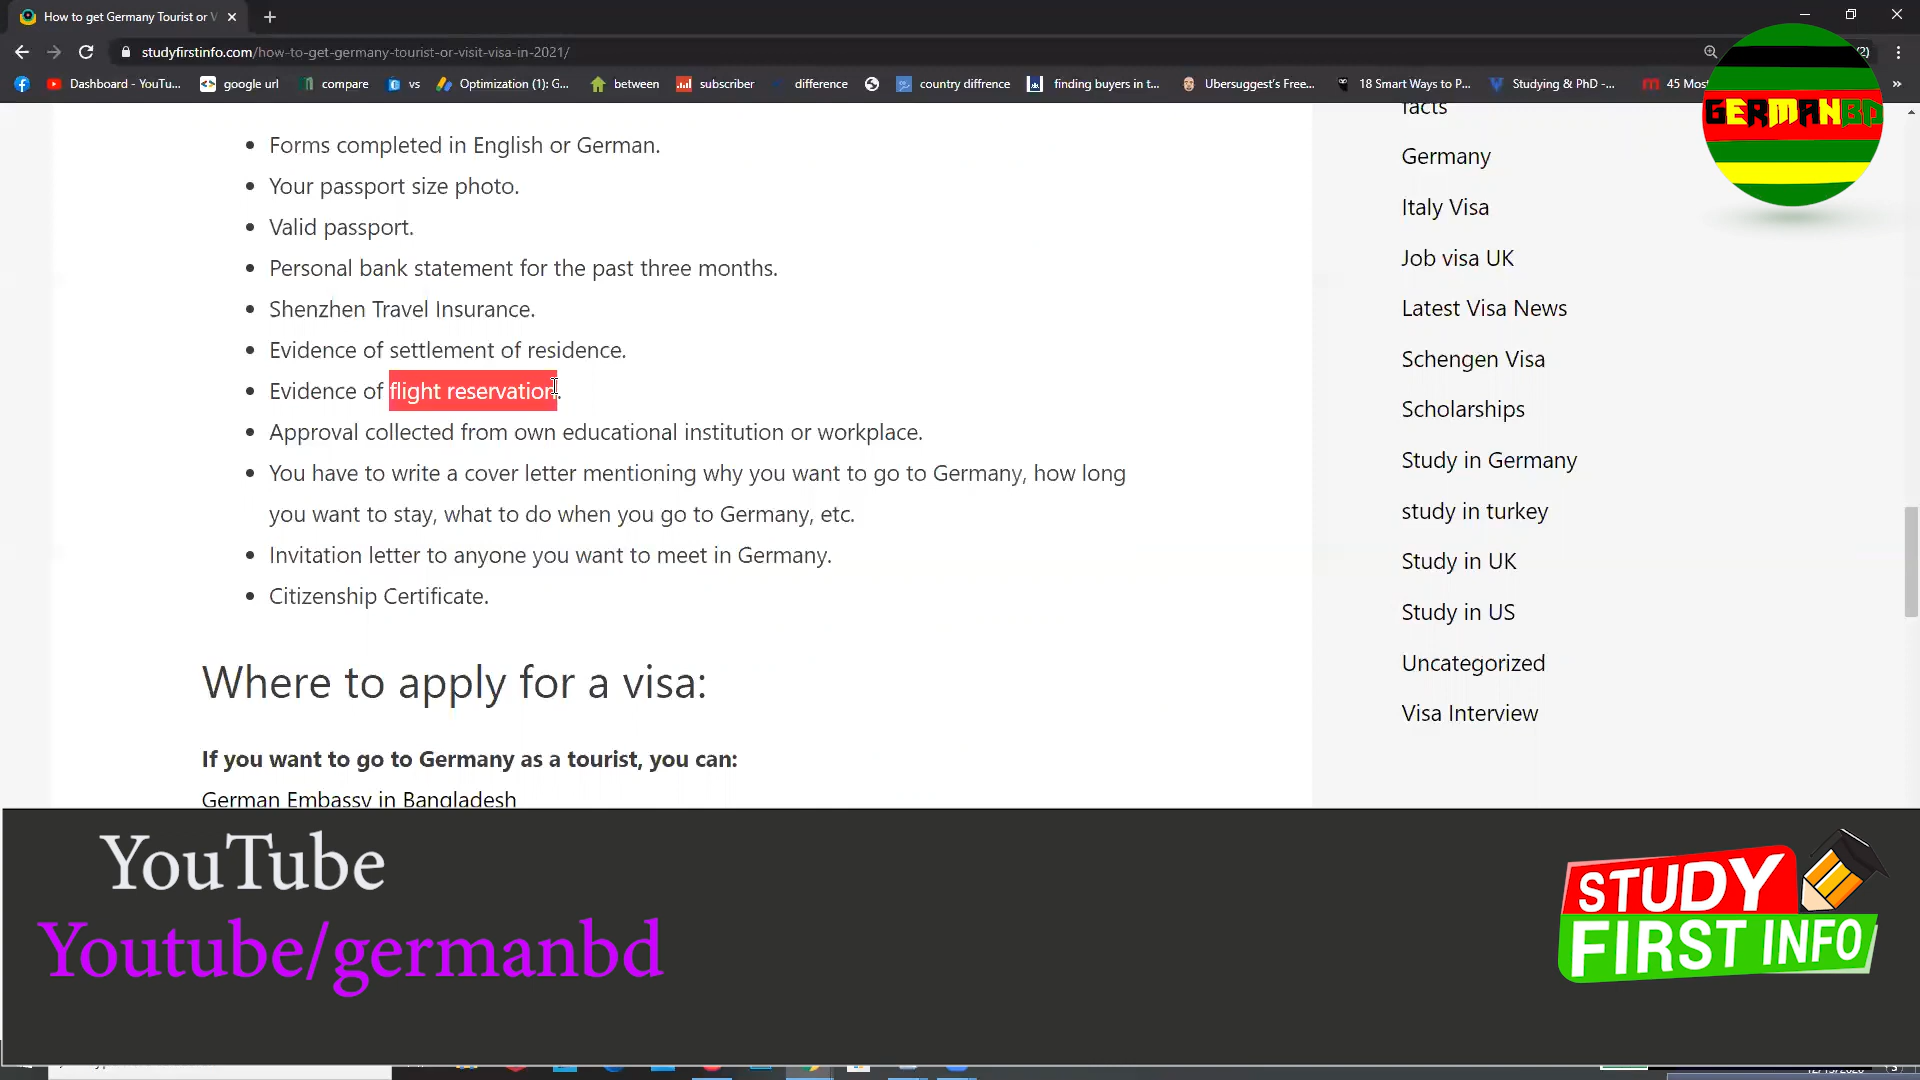 How to get Germany Tourist or V
studyfirstinfo.com/how-to-get-germany-tourist-or-visit-visa-in-2021/
(2)
Dashboard - YouTu...
google url
compare
vs
Optimization (1): G...
between
subscriber
difference
country diffrence
finding buyers in t...
Ubersuggest's Free...
18 Smart Ways to P...
Studying & PhD -...
45 Mos
»
GERMANBD
• Forms completed in English or German.
• Your passport size photo.
• Valid passport.
• Personal bank statement for the past three months.
• Shenzhen Travel Insurance.
• Evidence of settlement of residence.
• Evidence of flight reservation.
• Approval collected from own educational institution or workplace.
• You have to write a cover letter mentioning why you want to go to Germany, how long
you want to stay, what to do when you go to Germany, etc.
• Invitation letter to anyone you want to meet in Germany.
• Citizenship Certificate.
Where to apply for a visa:
If you want to go to Germany as a tourist, you can:
German Embassy in Bangladesh
facts
Germany
Italy Visa
Job visa UK
Latest Visa News
Schengen Visa
Scholarships
Study in Germany
study in turkey
Study in UK
Study in US
Uncategorized
Visa Interview
YouTube
Youtube/germanbd
STUDY
FIRST INFO